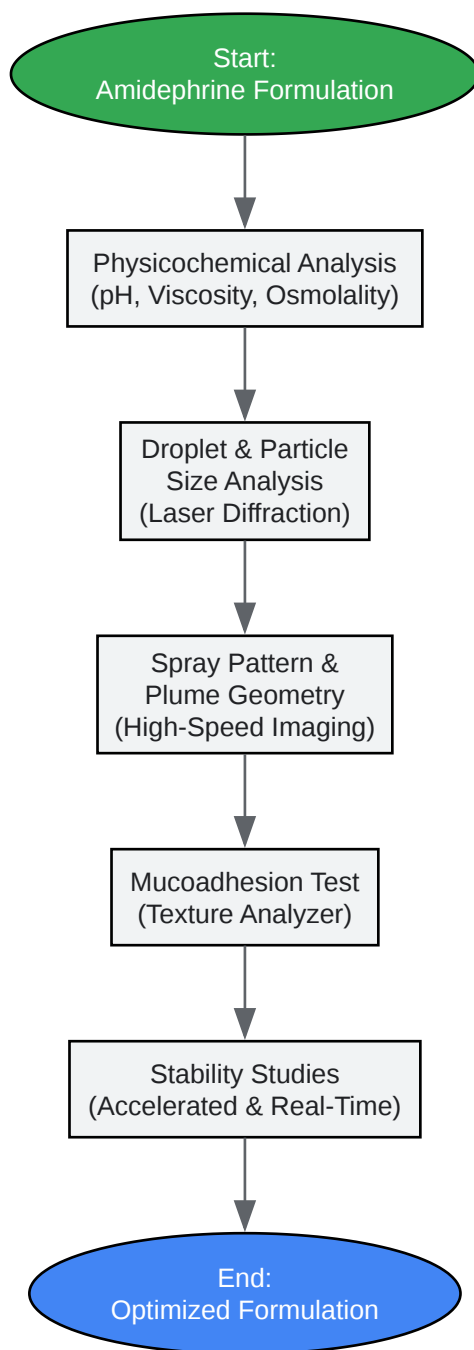 Start:
Amidephrine Formulation
Physicochemical Analysis
(pH, Viscosity, Osmolality)
Droplet & Particle
Size Analysis
(Laser Diffraction)
Spray Pattern &
Plume Geometry
(High-Speed Imaging)
Mucoadhesion Test
(Texture Analyzer)
Stability Studies
(Accelerated & Real-Time)
End:
Optimized Formulation